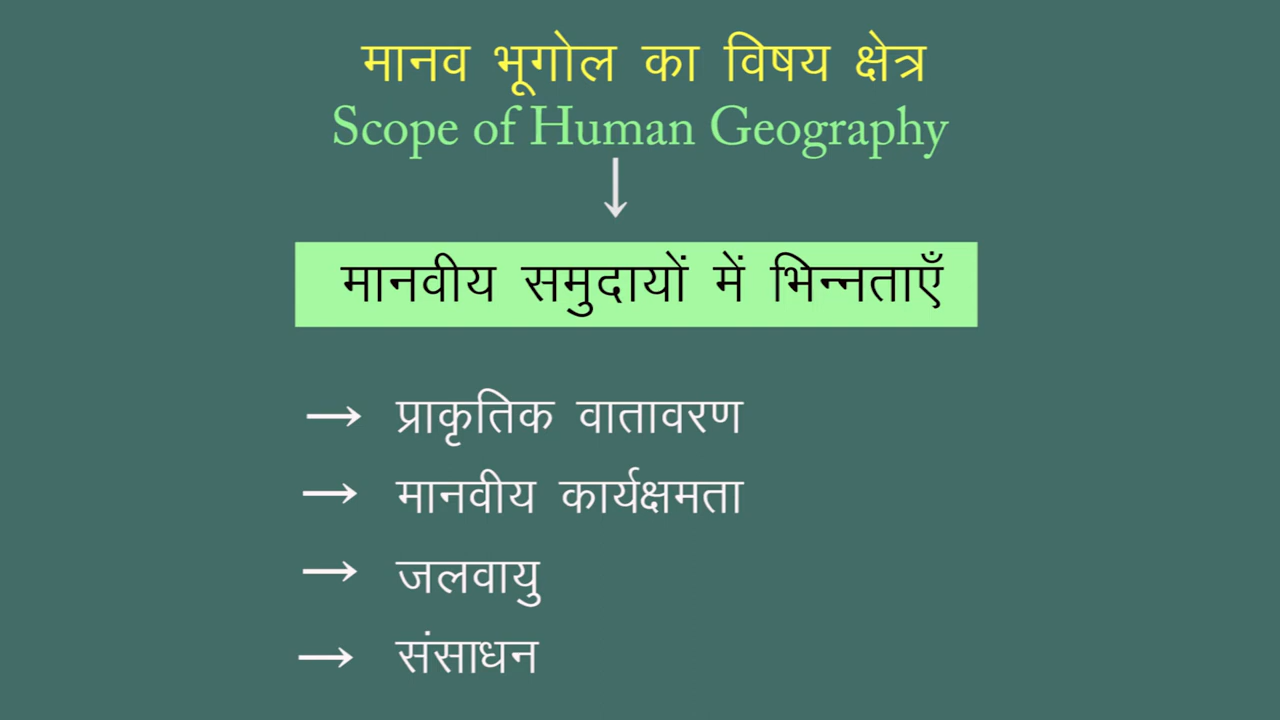 मानव भूगोल का विषय क्षेत्र
Scope of Human Geography
मानवीय समुदायों में भिन्नताएँ
प्राकृतिक वातावरण
मानवीय कार्यक्षमता
जलवायु
संसाधन